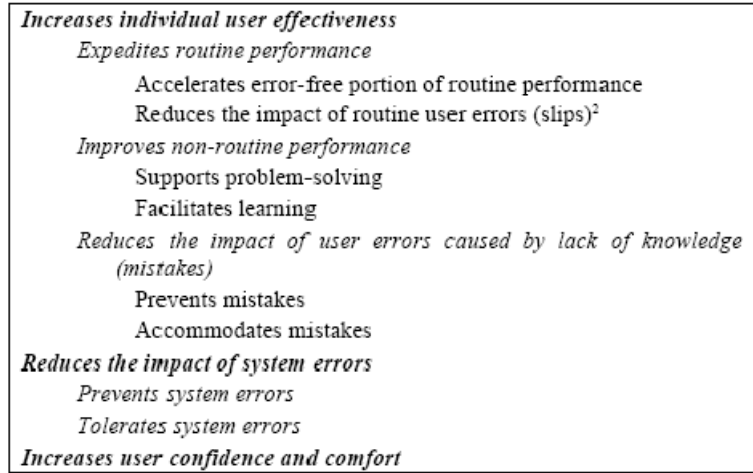 Increases individual user effectiveness
Expedites routine performance
Accelerates error-free portion of routine performance
Reduces the impact of routine user errors (slips)²
Improves non-routine performance
Supports problem-solving
Facilitates learning
Reduces the impact of user errors caused by lack of knowledge
(mistakes)
Prevents mistakes
Accommodates mistakes
Reduces the impact of system errors
Prevents system errors
Tolerates system errors
Increases user confidence and comfort